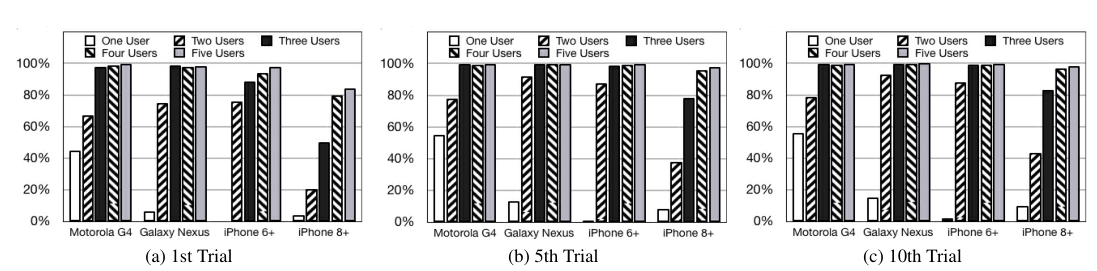 One User Two Users Three Users
Four Users Five Users
100%
80%
60%
40%
20%
0%
Motorola G4 Galaxy Nexus iPhone 6+ iPhone 8+
(a) 1st Trial
One User Two Users Three Users
Four Users Five Users
100%
80%
60%
40%
20%
0%
Motorola G4 Galaxy Nexus iPhone 6+ iPhone 8+
(b) 5th Trial
One User Two Users Three Users
Four Users Five Users
100%
80%
60%
40%
20%
0%
Motorola G4 Galaxy Nexus iPhone 6+ iPhone 8+
(c) 10th Trial